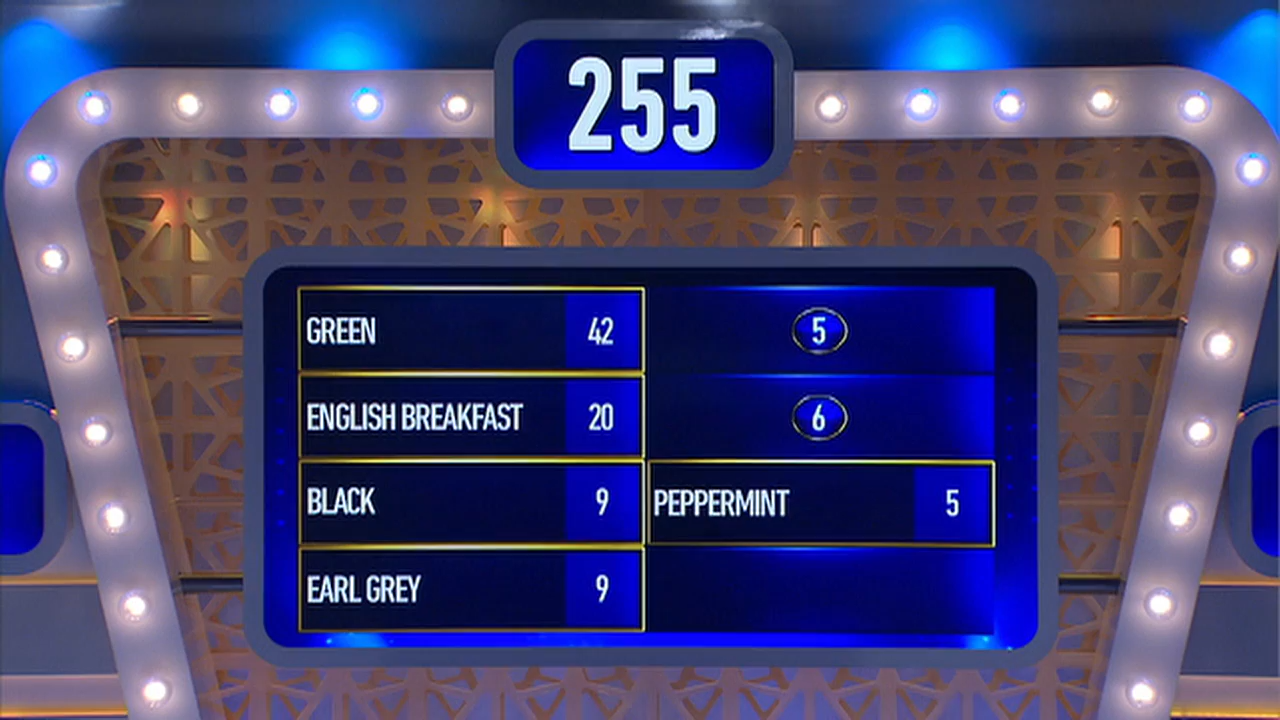 255
GREEN 42
ENGLISH BREAKFAST 20
BLACK 9
EARL GREY 9
5
6
PEPPERMINT 5